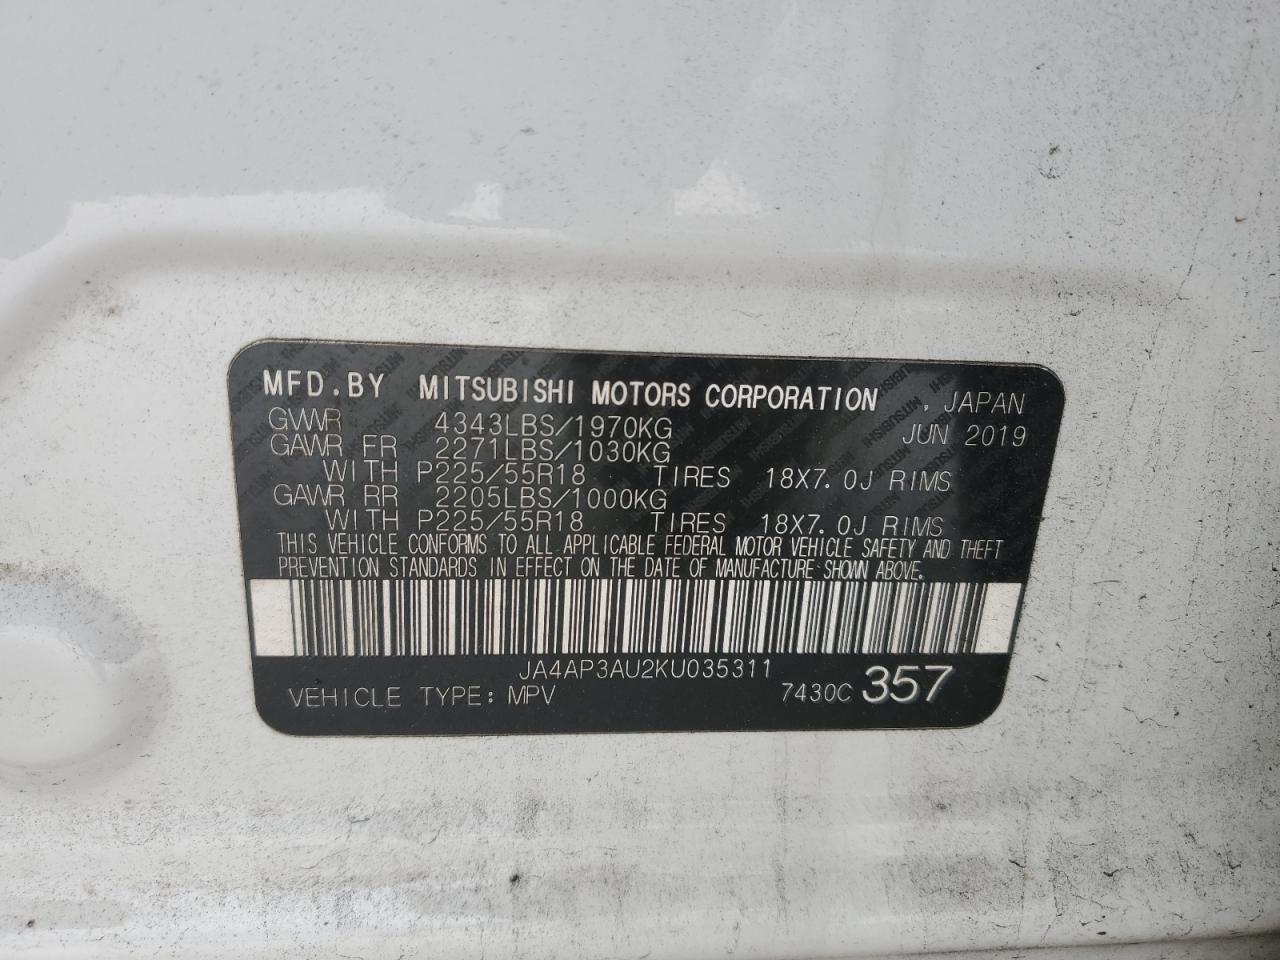 MFD.BY MITSUBISHI MOTORS CORPORATION , JAPAN
GVWR 4343LBS/1970KG JUN 2019
GAWR FR 2271LBS/1030KG
WITH P225/55R18 TIRES 18X7.0J RIMS
GAWR RR 2205LBS/1000KG
WITH P225/55R18 TIRES 18X7.0J RIMS
THIS VEHICLE CONFORMS TO ALL APPLICABLE FEDERAL MOTOR VEHICLE SAFETY AND THEFT
PREVENTION STANDARDS IN EFFECT ON THE DATE OF MANUFACTURE SHOWN ABOVE.
JA4AP3AU2KU035311
VEHICLE TYPE: MPV 7430C 357